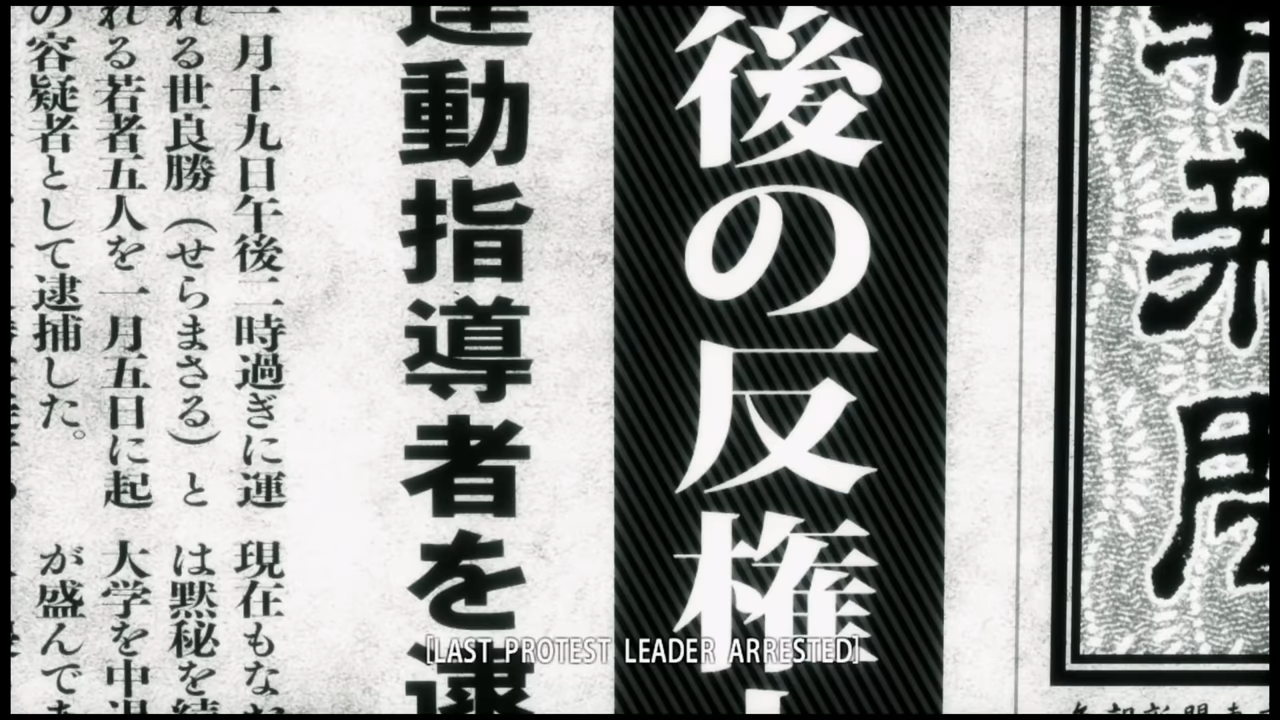 後の反権
運動指導者を逮
一月十九日午後二時過ぎに運
れる世良勝（せらまさる）と
れる若者五人を一月五日に起
の容疑者として逮捕した。
現在もなお
は黙秘を続
大学を中退
が盛んで
[LAST PROTEST LEADER ARRESTED]